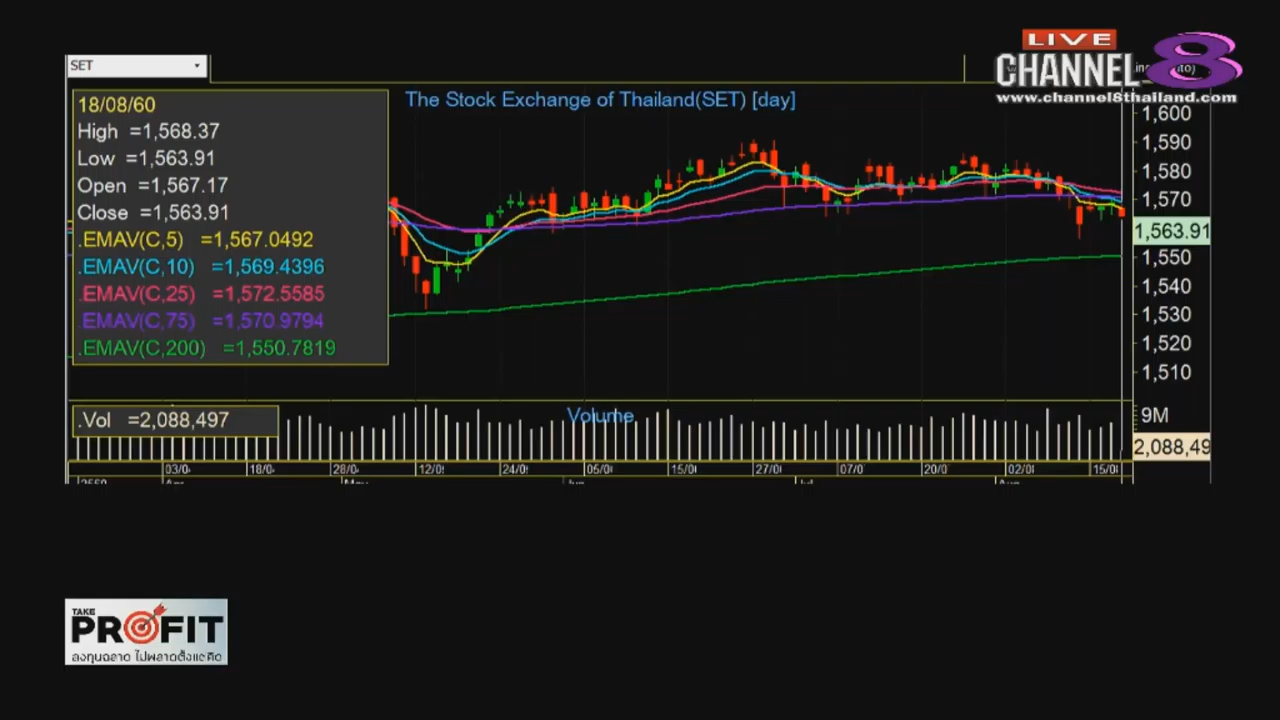 SET
LIVE
CHANNEL 8
www.channel8thailand.com
The Stock Exchange of Thailand(SET) [day]
18/08/60
High =1,568.37
Low =1,563.91
Open =1,567.17
Close =1,563.91
.EMAV(C,5) =1,567.0492
.EMAV(C,10) =1,569.4396
.EMAV(C,25) =1,572.5585
.EMAV(C,75) =1,570.9794
.EMAV(C,200) =1,550.7819
1,600
1,590
1,580
1,570
1,563.91
1,550
1,540
1,530
1,520
1,510
.Vol =2,088,497
Volume
9M
2,088,49
03/0 18/0 28/0 12/0 24/0 05/0 15/0 27/0 07/0 20/0 02/0 15/0
2560 Apr May Jun Jul Aug
TAKE
PROFIT
ลงทุนฉลาด ไม่พลาดตั้งแต่คิด